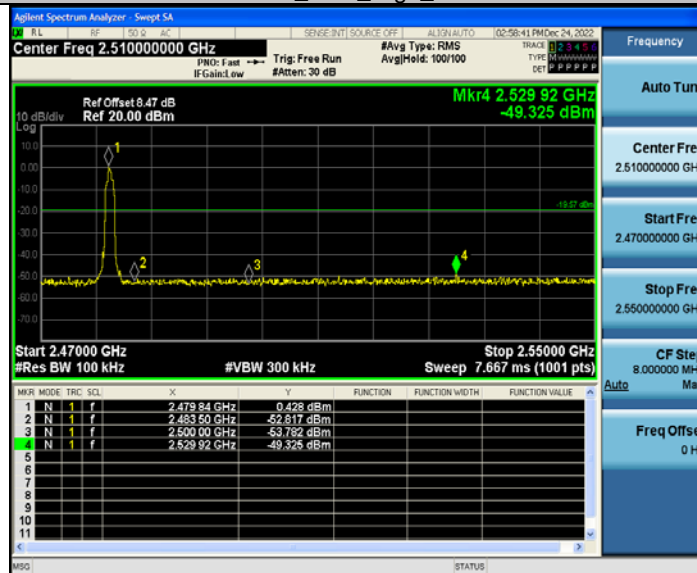 Agilent Spectrum Analyzer - Swept SA
RL RF 50 Ω AC SENSE:INT SOURCE OFF ALIGN AUTO 02:58:41 PM Dec 24, 2022
Center Freq 2.510000000 GHz
PNO: Fast
IFGain:Low
Trig: Free Run
#Atten: 30 dB
#Avg Type: RMS
Avg|Hold: 100/100
TRACE 1 2 3 4 5 6
TYPE M
DET P P P P P P
Mkr4 2.529 92 GHz
-49.325 dBm
10 dB/div
Log
Ref Offset 8.47 dB
Ref 20.00 dBm
10.0
0.00
-10.0
-20.0
-30.0
-40.0
-50.0
-60.0
-70.0
1
2
3
4
-19.57 dBm
Start 2.47000 GHz
#Res BW 100 kHz
#VBW 300 kHz
Stop 2.55000 GHz
Sweep 7.667 ms (1001 pts)
MKR MODE TRC SCL X Y FUNCTION FUNCTION WIDTH FUNCTION VALUE
1 N 1 f 2.479 84 GHz 0.428 dBm
2 N 1 f 2.483 50 GHz -52.817 dBm
3 N 1 f 2.500 00 GHz -53.782 dBm
4 N 1 f 2.529 92 GHz -49.325 dBm
5
6
7
8
9
10
11
MSG STATUS
Frequency
Auto Tun
Center Fre
2.510000000 GH
Start Fre
2.470000000 GH
Stop Fre
2.550000000 GH
CF Ste
8.000000 MH
Auto Ma
Freq Offse
0 H